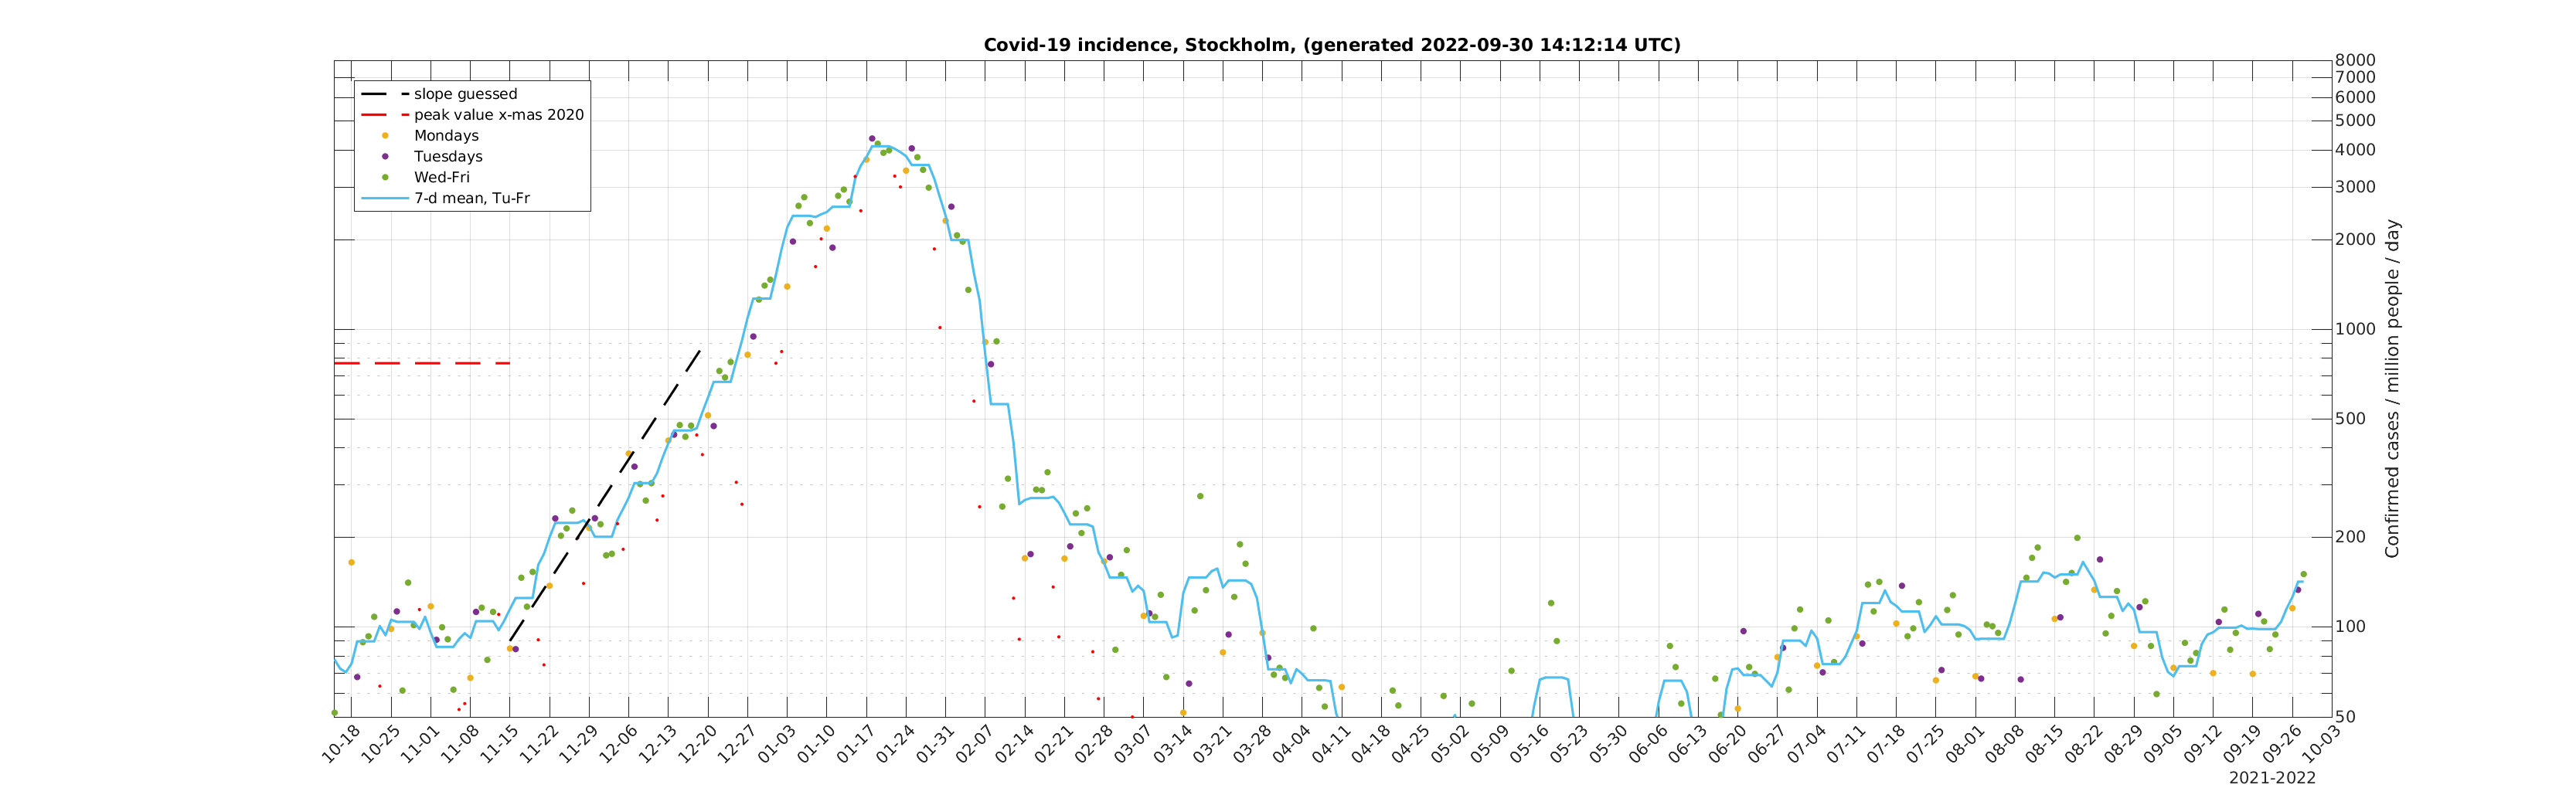 Covid-19 incidence, Stockholm, (generated 2022-09-30 14:12:14 UTC)
slope guessed
peak value x-mas 2020
Mondays
Tuesdays
Wed-Fri
7-d mean, Tu-Fr
8000
7000
6000
5000
4000
3000
2000
1000
500
200
100
50
Confirmed cases / million people / day
10-18 10-25 11-01 11-08 11-15 11-22 11-29 12-06 12-13 12-20 12-27 01-03 01-10 01-17 01-24 01-31 02-07 02-14 02-21 02-28 03-07 03-14 03-21 03-28 04-04 04-11 04-18 04-25 05-02 05-09 05-16 05-23 05-30 06-06 06-13 06-20 06-27 07-04 07-11 07-18 07-25 08-01 08-08 08-15 08-22 08-29 09-05 09-12 09-19 09-26 10-03
2021-2022